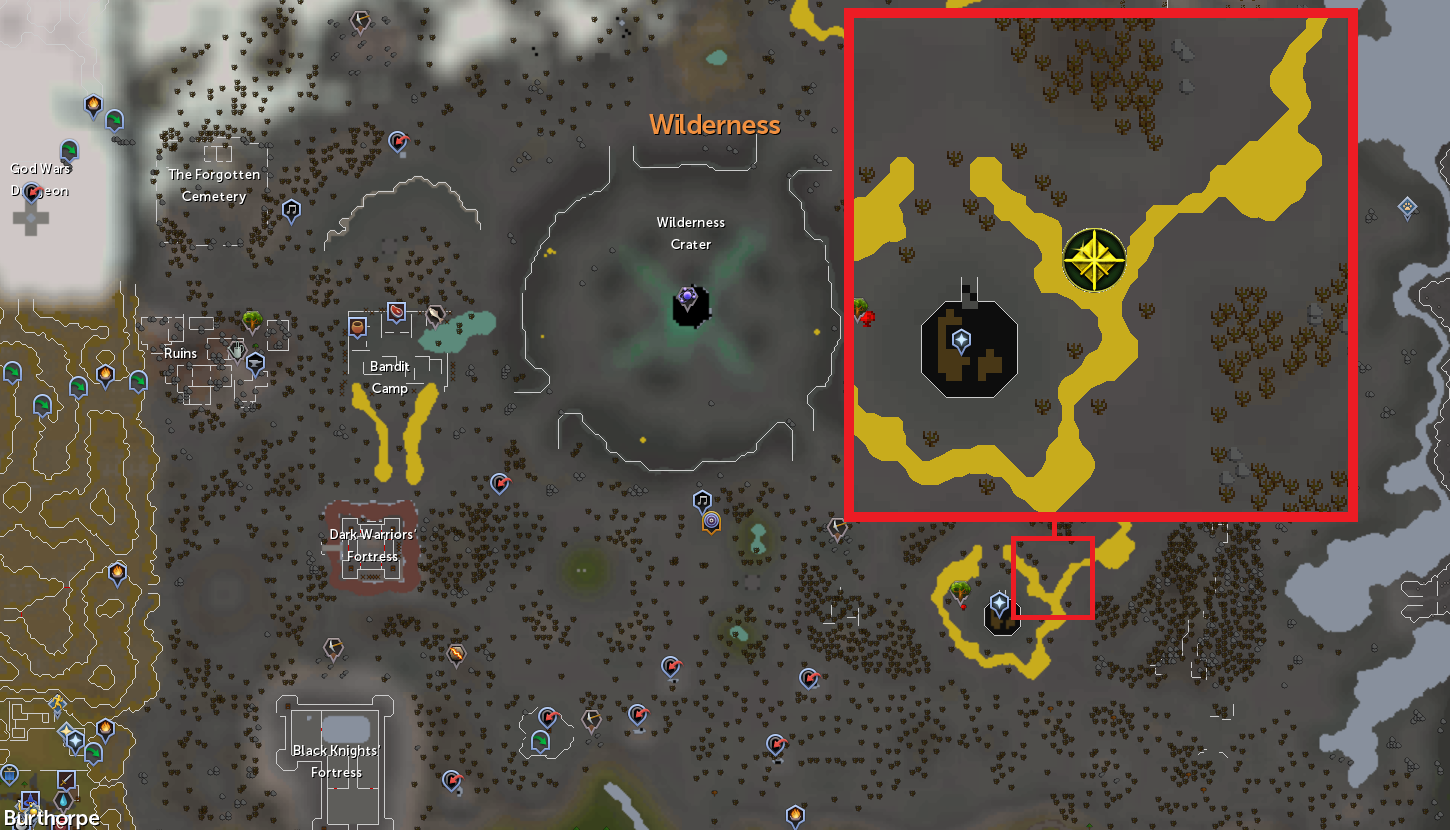 Wilderness
God Wars
Dungeon
The Forgotten
Cemetery
Wilderness
Crater
Ruins
Bandit
Camp
Dark Warriors'
Fortress
Black Knights'
Fortress
Burthorpe